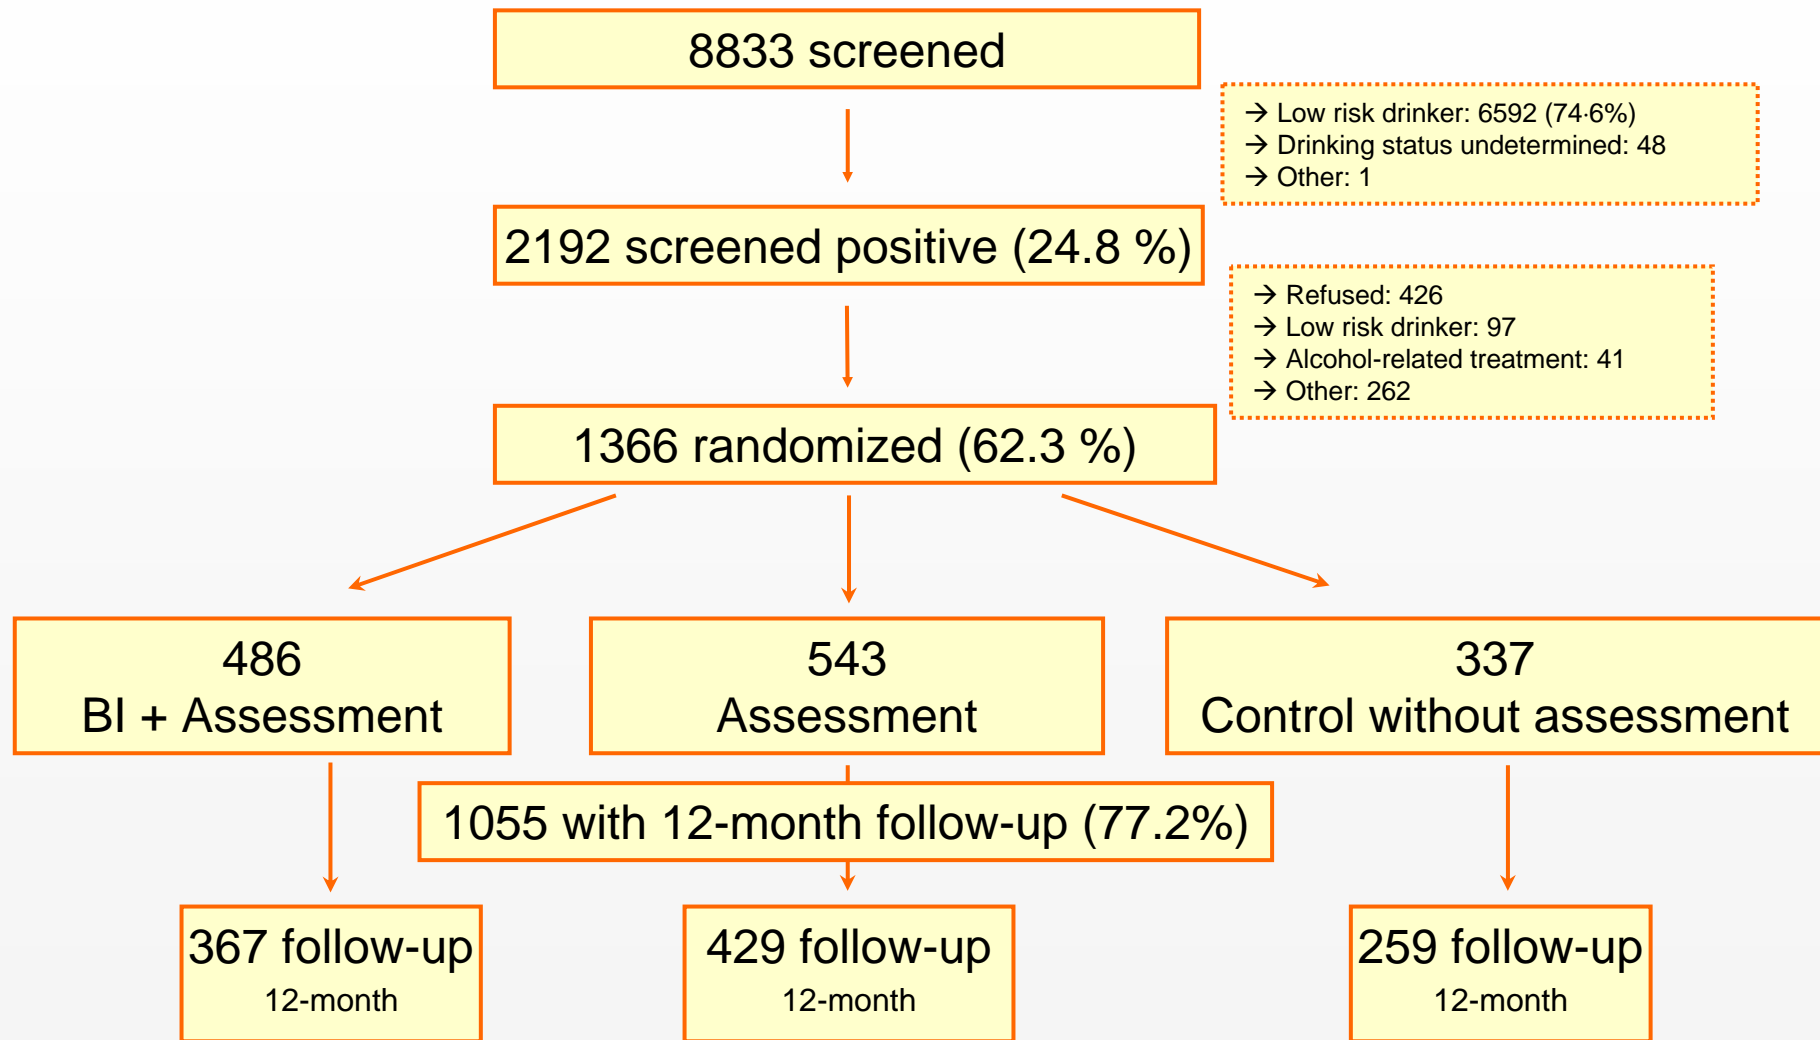 8833 screened
→ Low risk drinker: 6592 (74·6%)
→ Drinking status undetermined: 48
→ Other: 1
2192 screened positive (24.8 %)
→ Refused: 426
→ Low risk drinker: 97
→ Alcohol-related treatment: 41
→ Other: 262
1366 randomized (62.3 %)
486
BI + Assessment
543
Assessment
337
Control without assessment
1055 with 12-month follow-up (77.2%)
367 follow-up
12-month
429 follow-up
12-month
259 follow-up
12-month